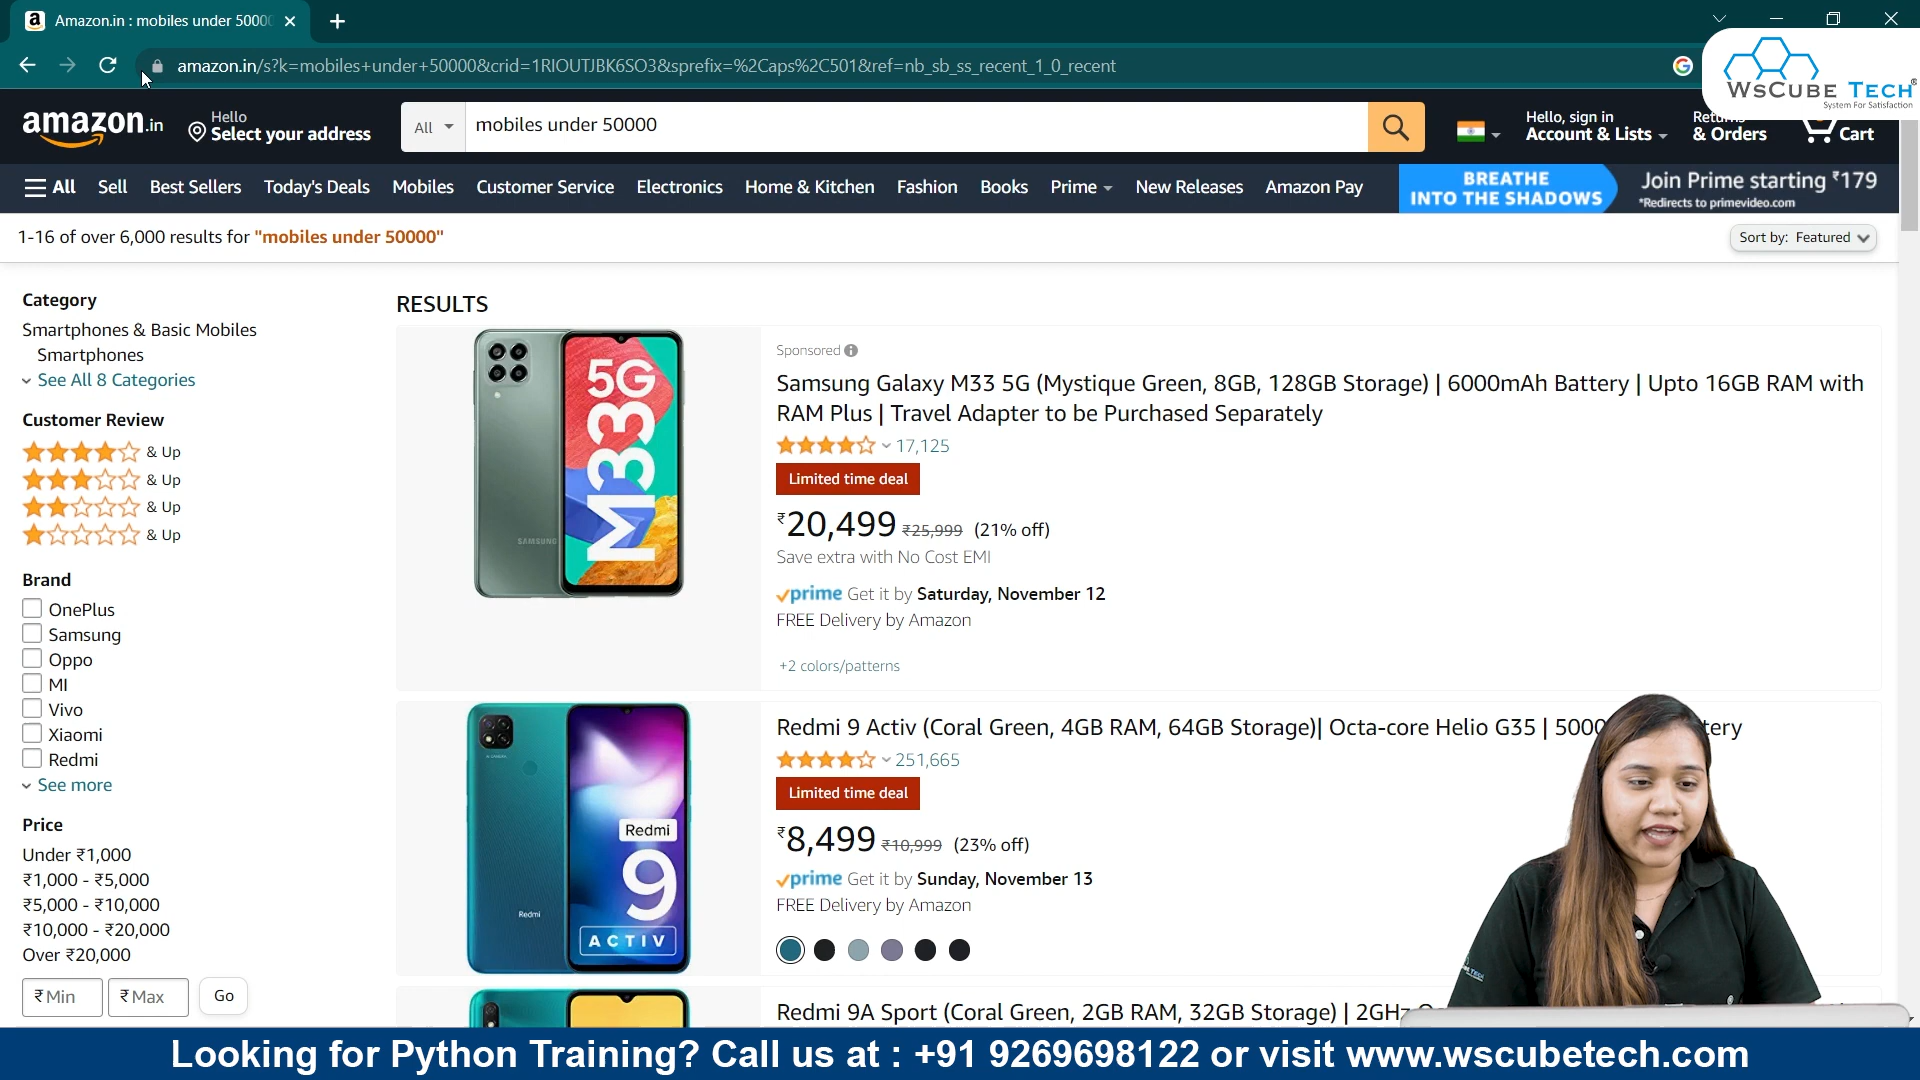 Amazon.in : mobiles under 50000
amazon.in/s?k=mobiles+under+50000&crid=1RIOUTJBK6SO3&sprefix=%2Caps%2C501&ref=nb_sb_ss_recent_1_0_recent
WsCube Tech®
System For Satisfaction
amazon.in
Hello
Select your address
All
mobiles under 50000
Hello, sign in
Account & Lists
Returns
& Orders
Cart
All Sell Best Sellers Today's Deals Mobiles Customer Service Electronics Home & Kitchen Fashion Books Prime New Releases Amazon Pay
BREATHE
INTO THE SHADOWS
Join Prime starting ₹179
*Redirects to primevideo.com
1-16 of over 6,000 results for "mobiles under 50000"
Sort by: Featured
Category
Smartphones & Basic Mobiles
Smartphones
See All 8 Categories
Customer Review
& Up
& Up
& Up
& Up
Brand
OnePlus
Samsung
Oppo
MI
Vivo
Xiaomi
Redmi
See more
Price
Under ₹1,000
₹1,000 - ₹5,000
₹5,000 - ₹10,000
₹10,000 - ₹20,000
Over ₹20,000
₹ Min ₹ Max Go
RESULTS
SAMSUNG
M33 5G
Sponsored
Samsung Galaxy M33 5G (Mystique Green, 8GB, 128GB Storage) | 6000mAh Battery | Upto 16GB RAM with
RAM Plus | Travel Adapter to be Purchased Separately
17,125
Limited time deal
₹20,499 ₹25,999 (21% off)
Save extra with No Cost EMI
prime Get it by Saturday, November 12
FREE Delivery by Amazon
+2 colors/patterns
Redmi
Redmi
9
ACTIV
Redmi 9 Activ (Coral Green, 4GB RAM, 64GB Storage)| Octa-core Helio G35 | 5000
251,665
Limited time deal
₹8,499 ₹10,999 (23% off)
prime Get it by Sunday, November 13
FREE Delivery by Amazon
Redmi 9A Sport (Coral Green, 2GB RAM, 32GB Storage) | 2GHz
Looking for Python Training? Call us at : +91 9269698122 or visit www.wscubetech.com